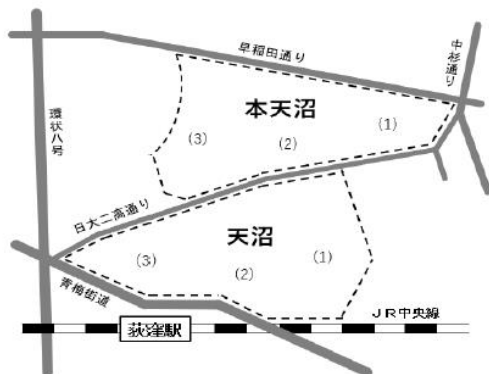 早稲田通り
中杉通り
本天沼
(1)
(2)
(3)
環状八号
日大二高通り
天沼
(1)
(2)
(3)
青梅街道
JR中央線
荻窪駅